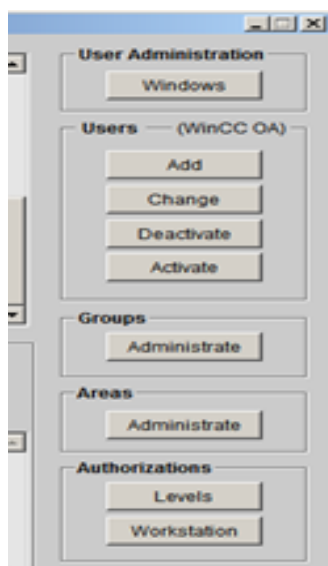 User Administration
Windows
Users (WinCC OA)
Add
Change
Deactivate
Activate
Groups
Administrate
Areas
Administrate
Authorizations
Levels
Workstation